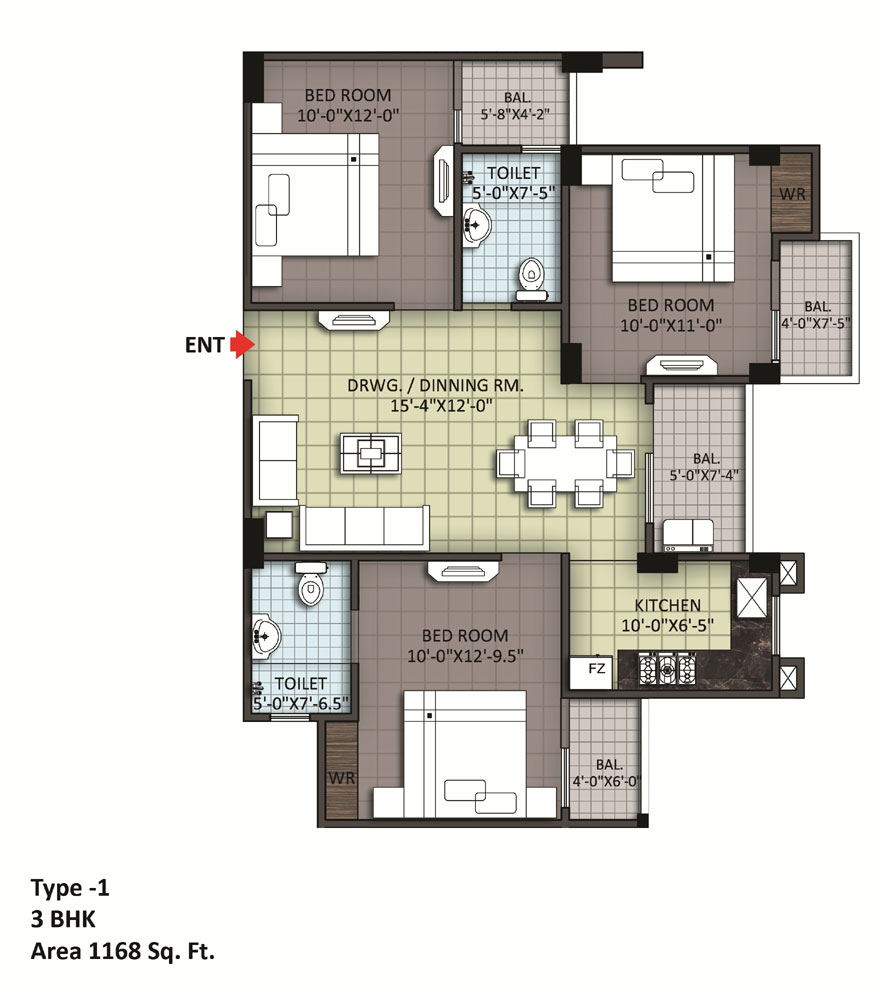 BED ROOM
10'-0"X12'-0"
BAL.
5'-8"X4'-2"
TOILET
5'-0"X7'-5"
WR
BED ROOM
10'-0"X11'-0"
BAL.
4'-0"X7'-5"
ENT
DRWG. / DINNING RM.
15'-4"X12'-0"
BAL.
5'-0"X7'-4"
KITCHEN
10'-0"X6'-5"
FZ
BED ROOM
10'-0"X12'-9.5"
TOILET
5'-0"X7'-6.5"
WR
BAL.
4'-0"X6'-0"
Type -1
3 BHK
Area 1168 Sq. Ft.